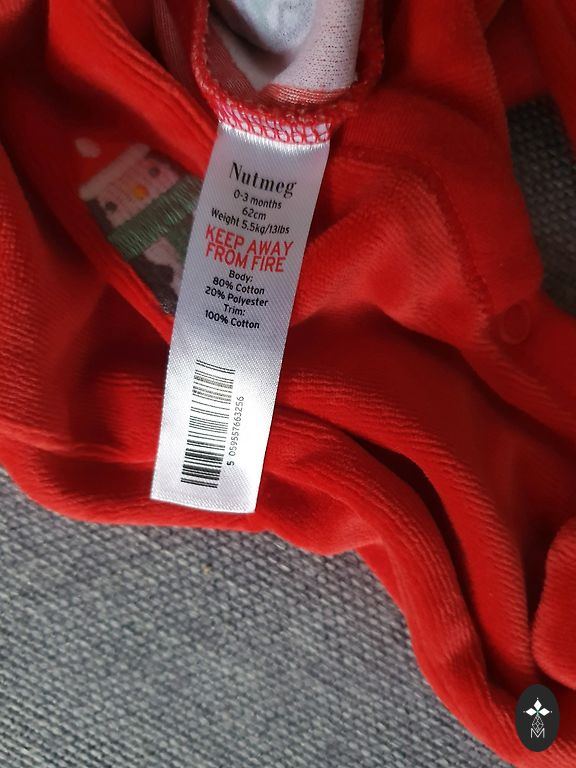 Nutmeg
0-3 months
62cm
Weight 5.5kg/13lbs
KEEP AWAY
FROM FIRE
Body:
80% Cotton
20% Polyester
Trim:
100% Cotton
5 059557663256
M